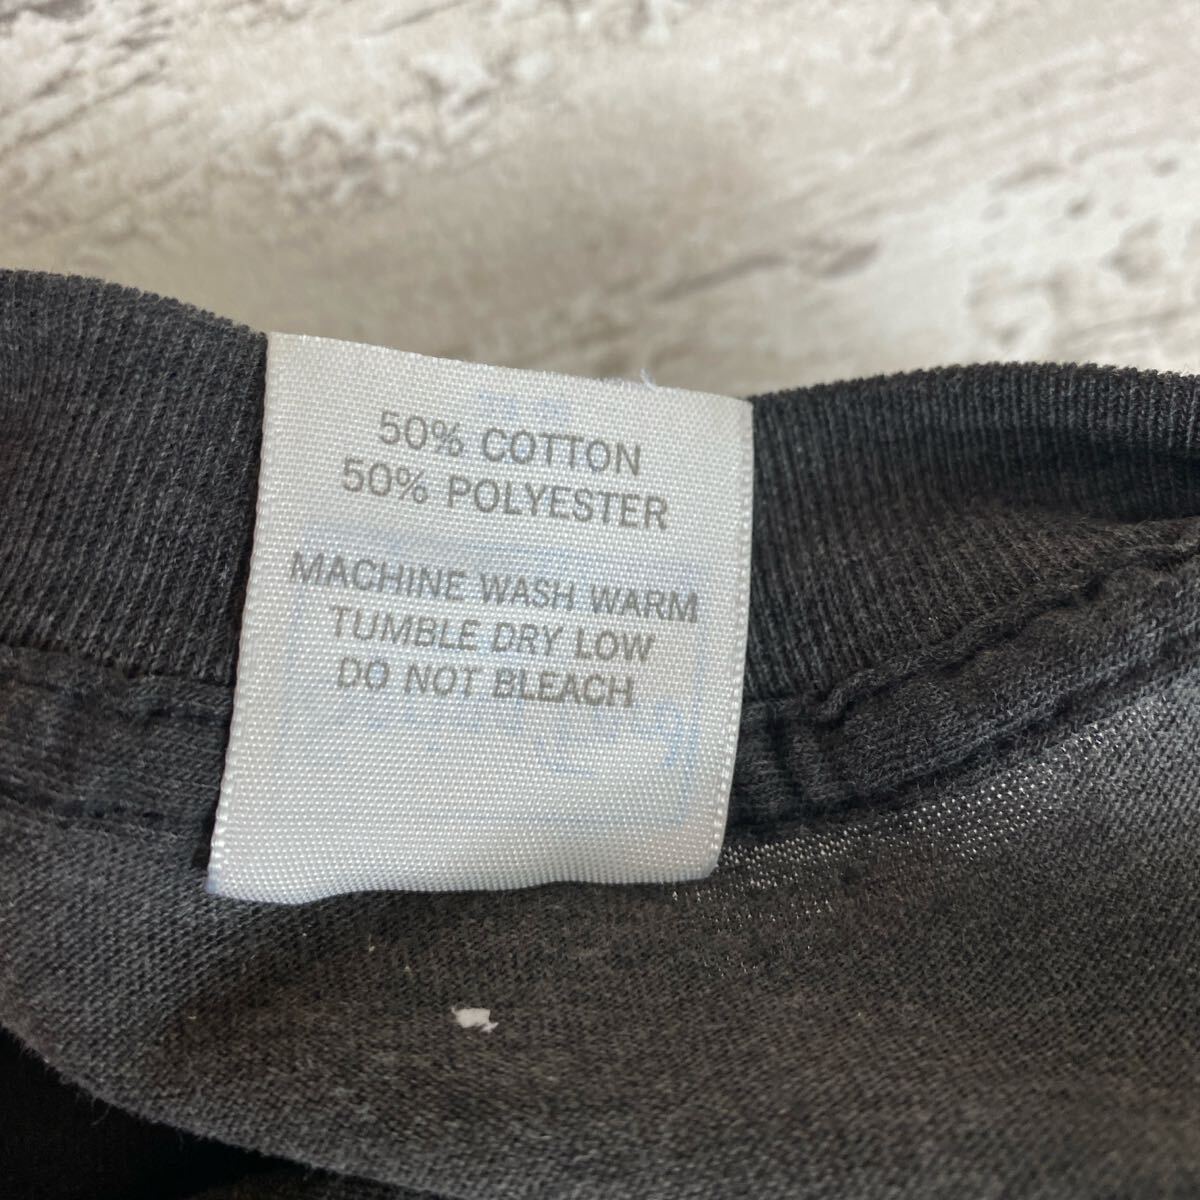 50% COTTON
50% POLYESTER
MACHINE WASH WARM
TUMBLE DRY LOW
DO NOT BLEACH